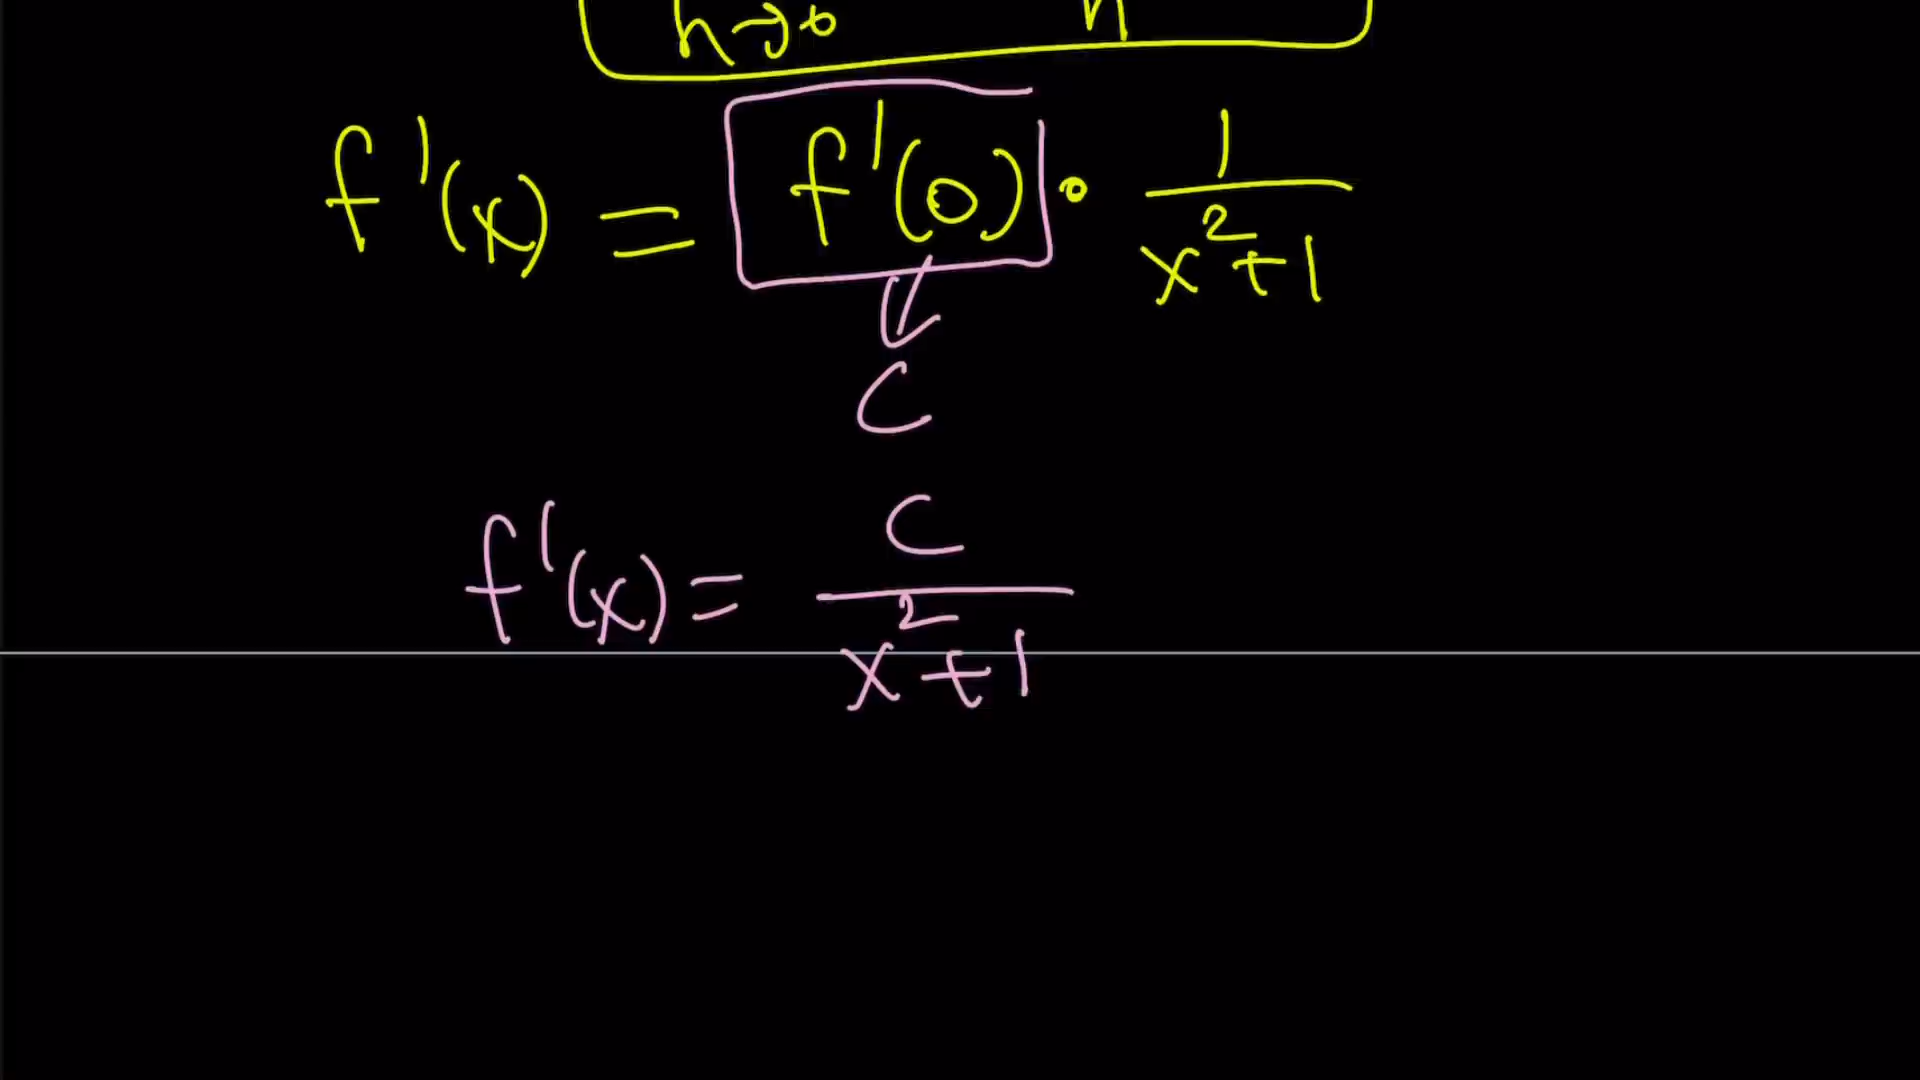 h→0 h
f'(x) = f'(0) · 1/(x²+1)
C
f'(x) = C/(x²+1)